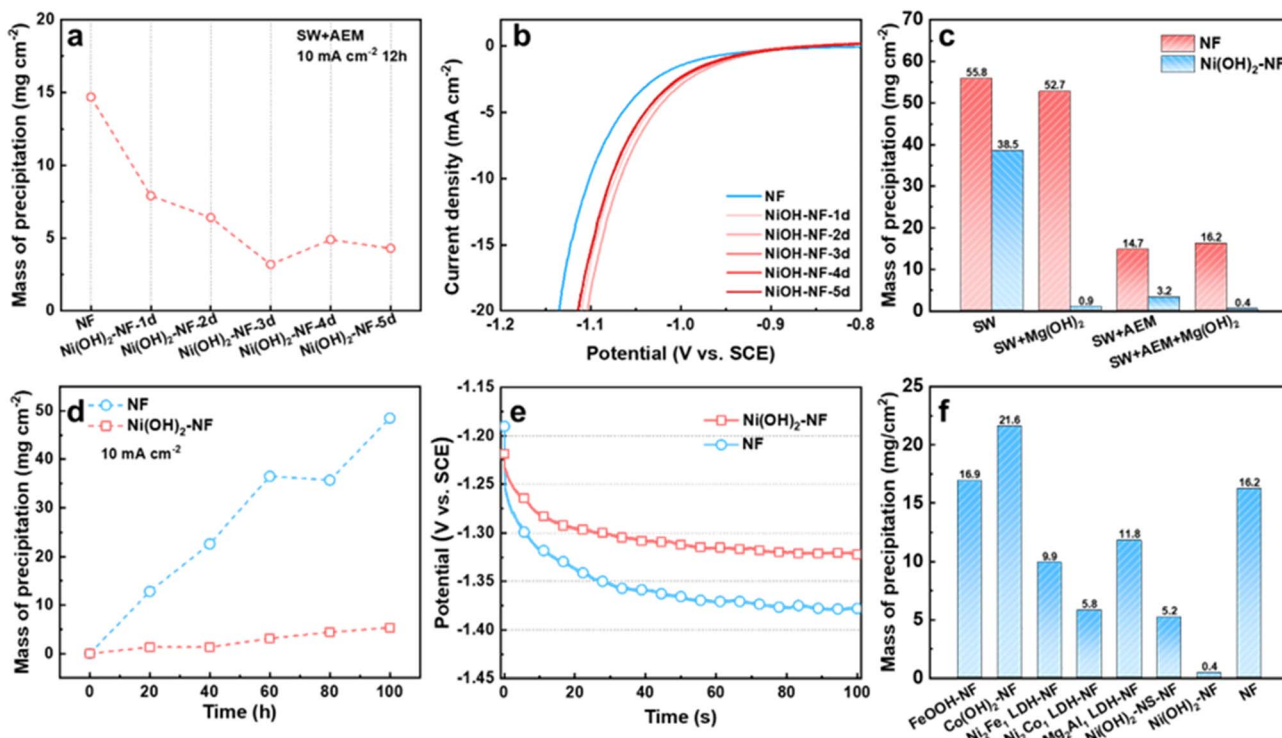 a
SW+AEM
10 mA cm⁻² 12h
Mass of precipitation (mg cm⁻²)
20
15
10
5
0
NF
Ni(OH)₂-NF-1d
Ni(OH)₂-NF-2d
Ni(OH)₂-NF-3d
Ni(OH)₂-NF-4d
Ni(OH)₂-NF-5d
b
Current density (mA cm⁻²)
0
-5
-10
-15
-20
NF
NiOH-NF-1d
NiOH-NF-2d
NiOH-NF-3d
NiOH-NF-4d
NiOH-NF-5d
-1.2
-1.1
-1.0
-0.9
-0.8
Potential (V vs. SCE)
c
NF
Ni(OH)₂-NF
Mass of precipitation (mg cm⁻²)
70
60
50
40
30
20
10
0
55.8
38.5
52.7
0.9
14.7
3.2
16.2
0.4
SW
SW+Mg(OH)₂
SW+AEM
SW+AEM+Mg(OH)₂
d
NF
Ni(OH)₂-NF
10 mA cm⁻²
Mass of precipitation (mg cm⁻²)
50
40
30
20
10
0
0
20
40
60
80
100
Time (h)
e
Ni(OH)₂-NF
NF
Potential (V vs. SCE)
-1.15
-1.20
-1.25
-1.30
-1.35
-1.40
-1.45
0
20
40
60
80
100
Time (s)
f
Mass of precipitation (mg/cm²)
25
20
15
10
5
0
16.9
21.6
9.9
5.8
11.8
5.2
0.4
16.2
FeOOH-NF
Co(OH)₂-NF
LDH-NF
LDH-NF
Mg₂Al₁ LDH-NF
Ni(OH)₂-NS-NF
Ni(OH)₂-NF
NF